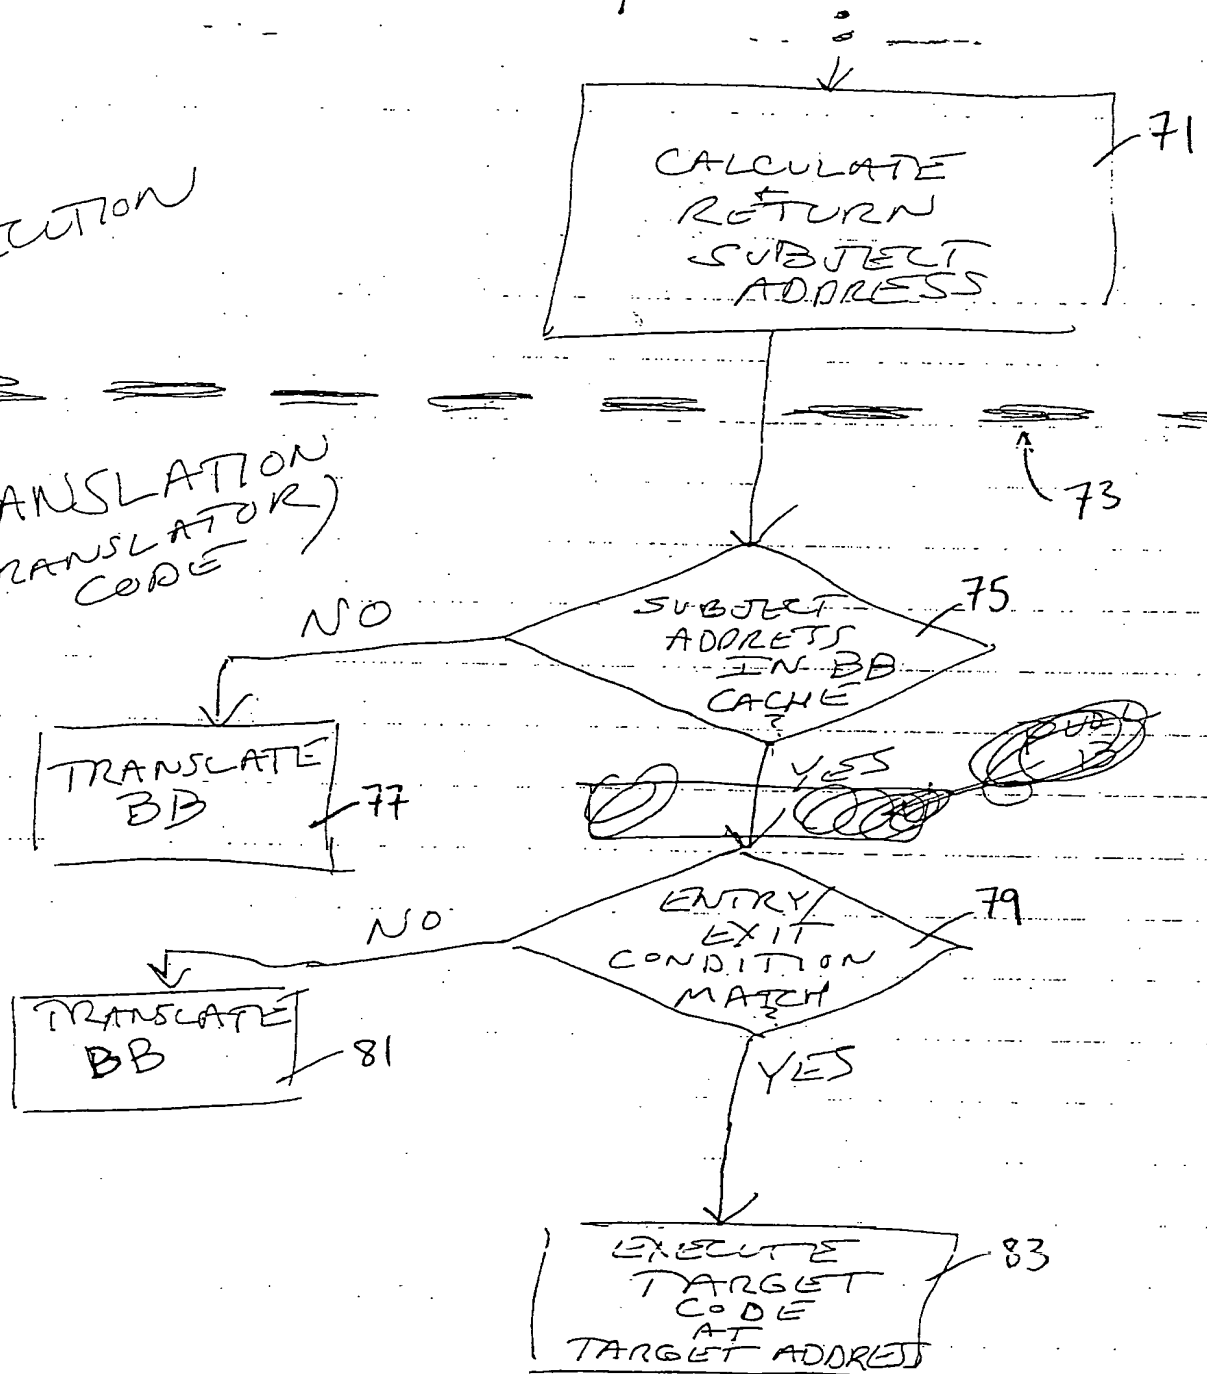 71
CALCULATE
RETURN
SUBJECT
ADDRESS
ECUTION
73
ANSLATION
RANSLATOR)
CODE
NO
SUBJECT
ADDRESS
IN BB
CACHE
?
75
YES
TRANSLATE
BB
77
NO
ENTRY/
EXIT
CONDITION
MATCH
?
79
TRANSLATE
BB
81
YES
EXECUTE
TARGET
CODE
AT
TARGET ADDRESS
83